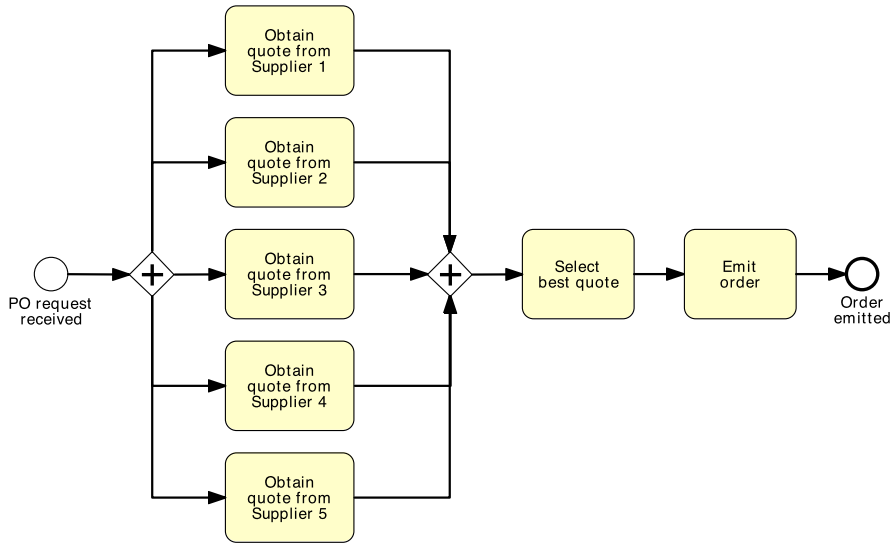 Obtain
quote from
Supplier 1
Obtain
quote from
Supplier 2
PO request
received
Obtain
quote from
Supplier 3
Select
best quote
Emit
order
Order
emitted
Obtain
quote from
Supplier 4
Obtain
quote from
Supplier 5